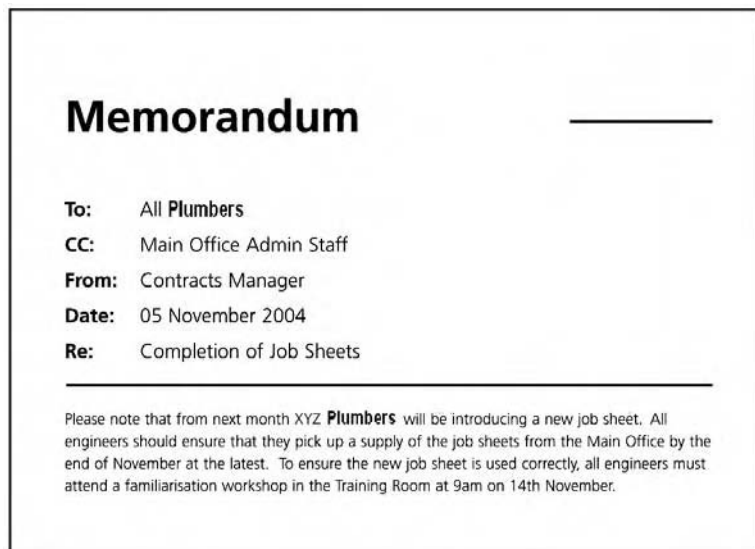 Memorandum
To: All Plumbers
CC: Main Office Admin Staff
From: Contracts Manager
Date: 05 November 2004
Re: Completion of Job Sheets
Please note that from next month XYZ Plumbers will be introducing a new job sheet. All
engineers should ensure that they pick up a supply of the job sheets from the Main Office by the
end of November at the latest. To ensure the new job sheet is used correctly, all engineers must
attend a familiarisation workshop in the Training Room at 9am on 14th November.